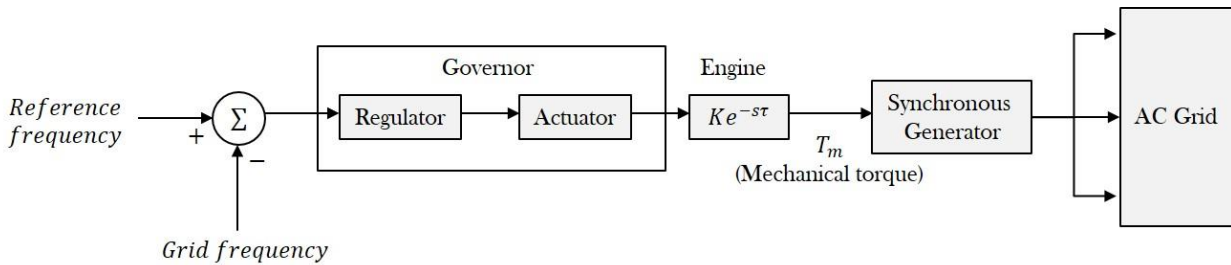 Governor
Engine
Reference
frequency
+
Σ
−
Regulator
Actuator
Ke^{-sτ}
T_m
(Mechanical torque)
Synchronous
Generator
AC Grid
Grid frequency